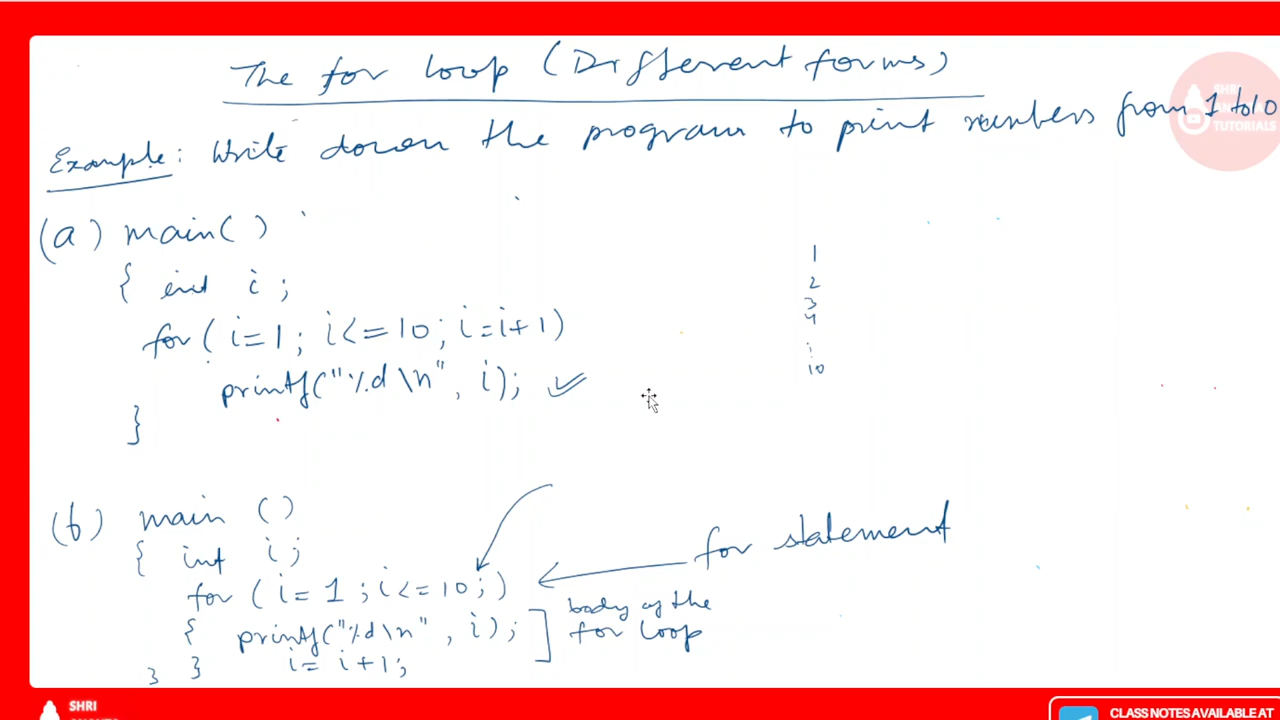 The for loop (Different forms)
Example: Write down the program to print numbers from 1 to 10
(a) main()
{ int i;
for(i=1; i<=10; i=i+1)
printf("%d\n", i);
}
1
2
3
4
10
(b) main ()
{ int i;
for (i=1; i<=10;)
for statement
{ printf("%d\n", i);
i=i+1;
}
}
body of the
for loop
SHRI
TUTORIALS
SHRI
CLASS NOTES AVAILABLE AT